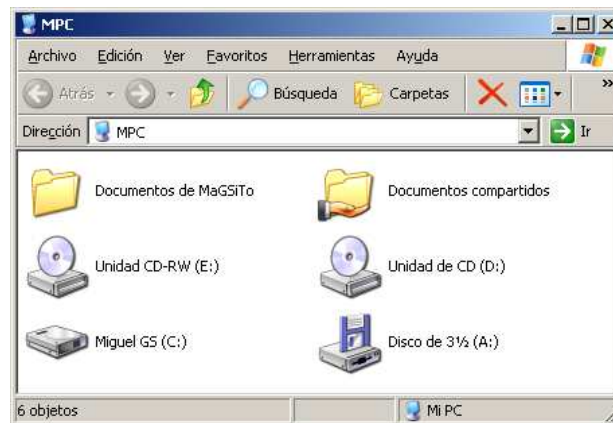 MPC
Archivo Edición Ver Favoritos Herramientas Ayuda
Atrás Búsqueda Carpetas »
Dirección MPC Ir
Documentos de MaGSiTo Documentos compartidos
Unidad CD-RW (E:) Unidad de CD (D:)
Miguel GS (C:) Disco de 3½ (A:)
6 objetos Mi PC